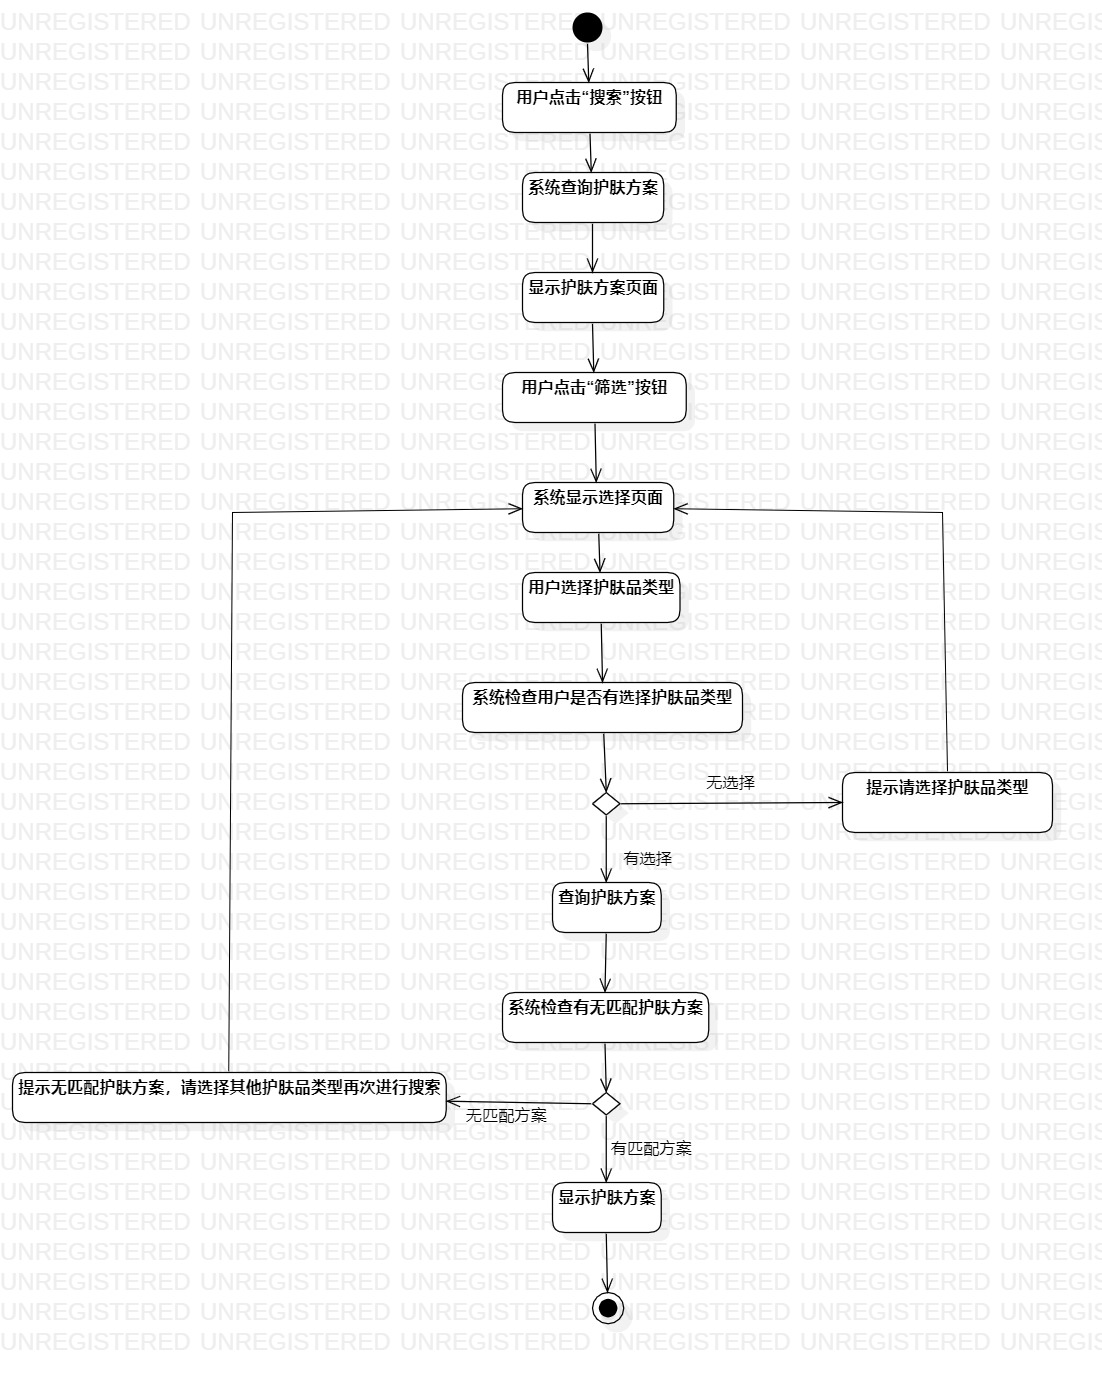 用户点击“搜索”按钮
系统查询护肤方案
显示护肤方案页面
用户点击“筛选”按钮
系统显示选择页面
用户选择护肤品类型
系统检查用户是否有选择护肤品类型
无选择
提示请选择护肤品类型
有选择
查询护肤方案
系统检查有无匹配护肤方案
提示无匹配护肤方案，请选择其他护肤品类型再次进行搜索
无匹配方案
有匹配方案
显示护肤方案
UNREGISTERED